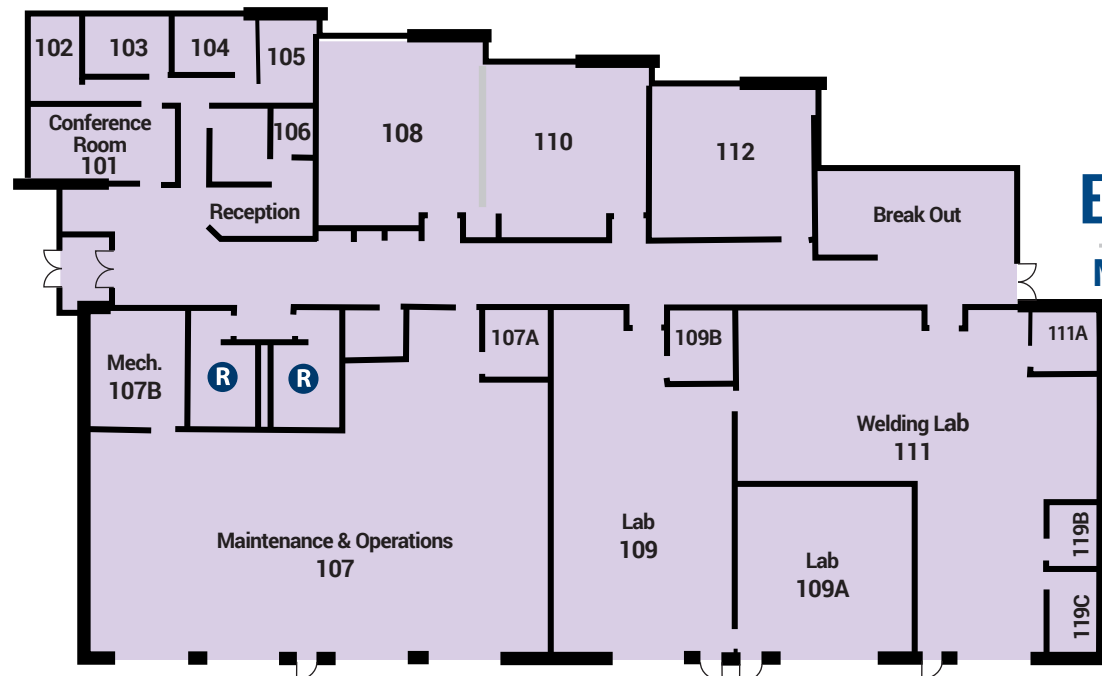 102
103
104
105
Conference
Room
101
106
108
110
112
Reception
Break Out
E
Mech.
107B
R
R
107A
109B
111A
Welding Lab
111
Maintenance & Operations
107
Lab
109
Lab
109A
119B
119C